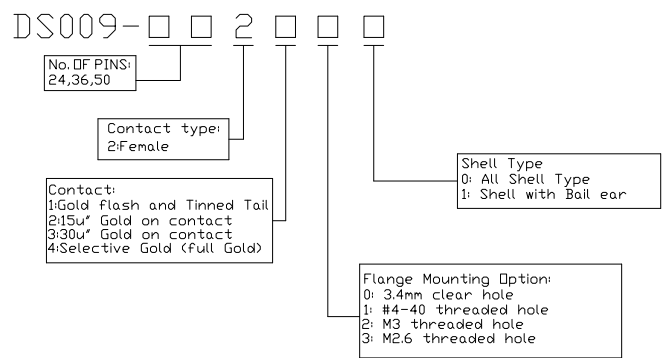 DS009-□□2□□□
No. OF PINS:
24,36,50
Contact type:
2:Female
Contact:
1:Gold flash and Tinned Tail
2:15u" Gold on contact
3:30u" Gold on contact
4:Selective Gold (full Gold)
Shell Type
0: All Shell Type
1: Shell with Bail ear
Flange Mounting Option:
0: 3.4mm clear hole
1: #4-40 threaded hole
2: M3 threaded hole
3: M2.6 threaded hole